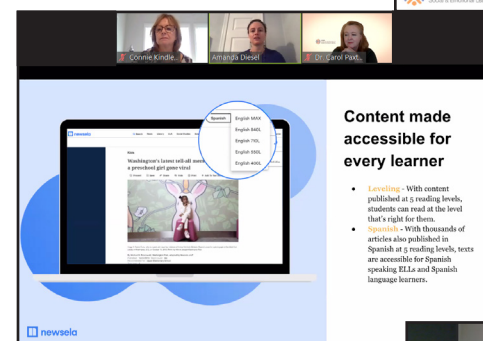 Connie Kindle..
Amanda Diesel
Dr. Carol Paxt..
newsela
Spanish
English MAX
English 840L
English 710L
English 550L
English 400L
Washington's latest tell-all
a preschool girl gone viral
Content made
accessible for
every learner
• Leveling - With content
published at 5 reading levels,
students can read at the level
that's right for them.
• Spanish - With thousands of
articles also published in
Spanish at 5 reading levels, texts
are accessible for Spanish
speaking ELLs and Spanish
language learners.
newsela